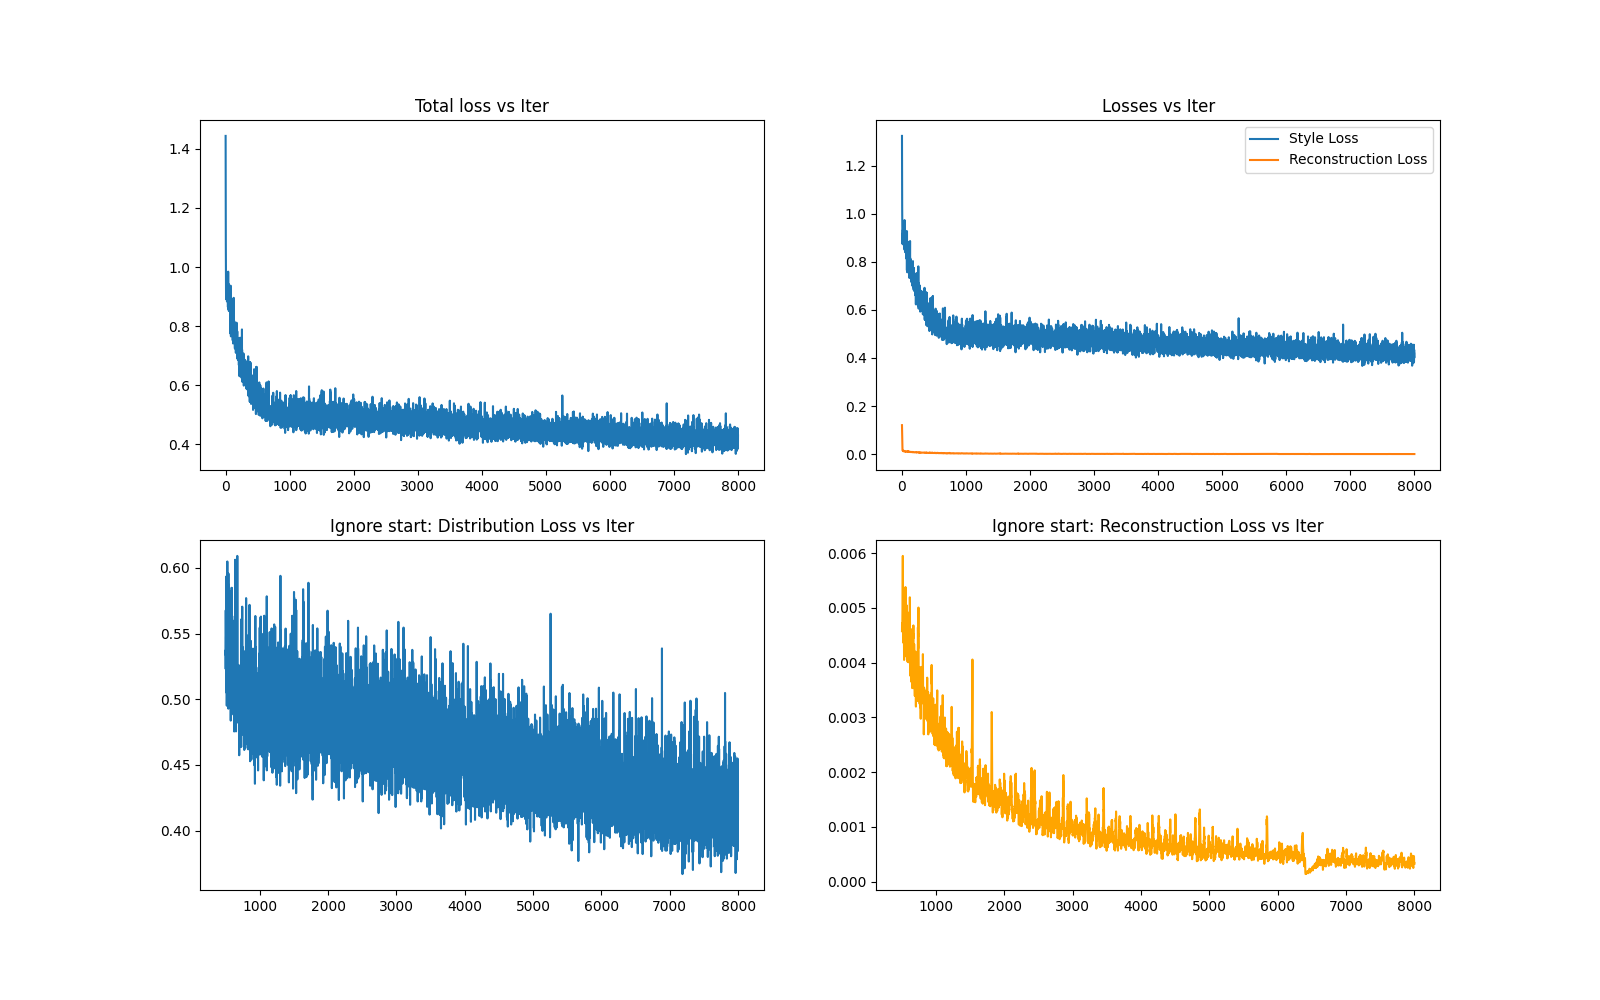 Total loss vs Iter
1.4
1.2
1.0
0.8
0.6
0.4
0 1000 2000 3000 4000 5000 6000 7000 8000
Losses vs Iter
Style Loss
Reconstruction Loss
1.2
1.0
0.8
0.6
0.4
0.2
0.0
0 1000 2000 3000 4000 5000 6000 7000 8000
Ignore start: Distribution Loss vs Iter
0.60
0.55
0.50
0.45
0.40
1000 2000 3000 4000 5000 6000 7000 8000
Ignore start: Reconstruction Loss vs Iter
0.006
0.005
0.004
0.003
0.002
0.001
0.000
1000 2000 3000 4000 5000 6000 7000 8000